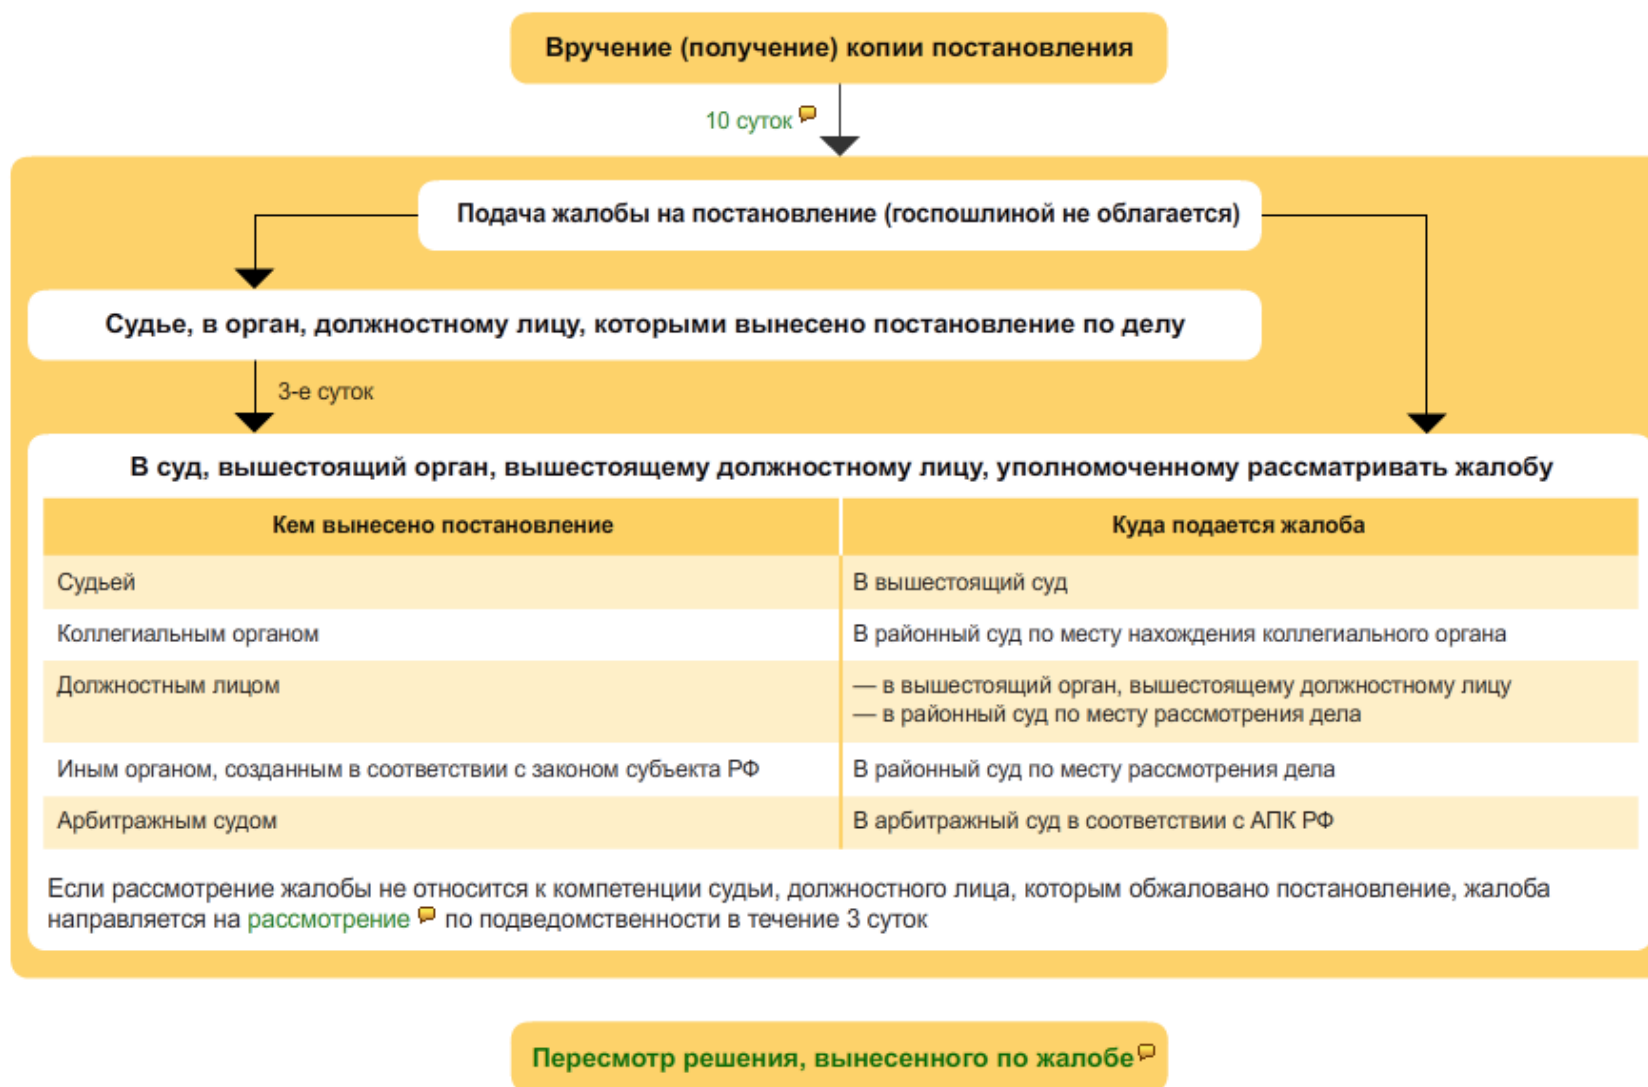 Вручение (получение) копии постановления
10 суток
Подача жалобы на постановление (госпошлиной не облагается)
Судье, в орган, должностному лицу, которыми вынесено постановление по делу
3-е суток
В суд, вышестоящий орган, вышестоящему должностному лицу, уполномоченному рассматривать жалобу
Кем вынесено постановление
Куда подается жалоба
Судьей
В вышестоящий суд
Коллегиальным органом
В районный суд по месту нахождения коллегиального органа
Должностным лицом
— в вышестоящий орган, вышестоящему должностному лицу
— в районный суд по месту рассмотрения дела
Иным органом, созданным в соответствии с законом субъекта РФ
В районный суд по месту рассмотрения дела
Арбитражным судом
В арбитражный суд в соответствии с АПК РФ
Если рассмотрение жалобы не относится к компетенции судьи, должностного лица, которым обжаловано постановление, жалоба
направляется на рассмотрение по подведомственности в течение 3 суток
Пересмотр решения, вынесенного по жалобе